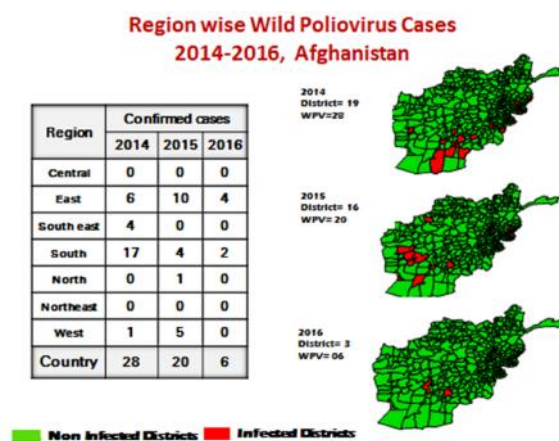 Region wise Wild Poliovirus Cases
2014-2016, Afghanistan
Region Confirmed cases
2014 2015 2016
Central 0 0 0
East 6 10 4
South east 4 0 0
South 17 4 2
North 0 1 0
Northeast 0 0 0
West 1 5 0
Country 28 20 6
2014
District= 19
WPV=28
2015
District= 16
WPV= 20
2016
District= 3
WPV= 06
Non Infected Districts Infected Districts